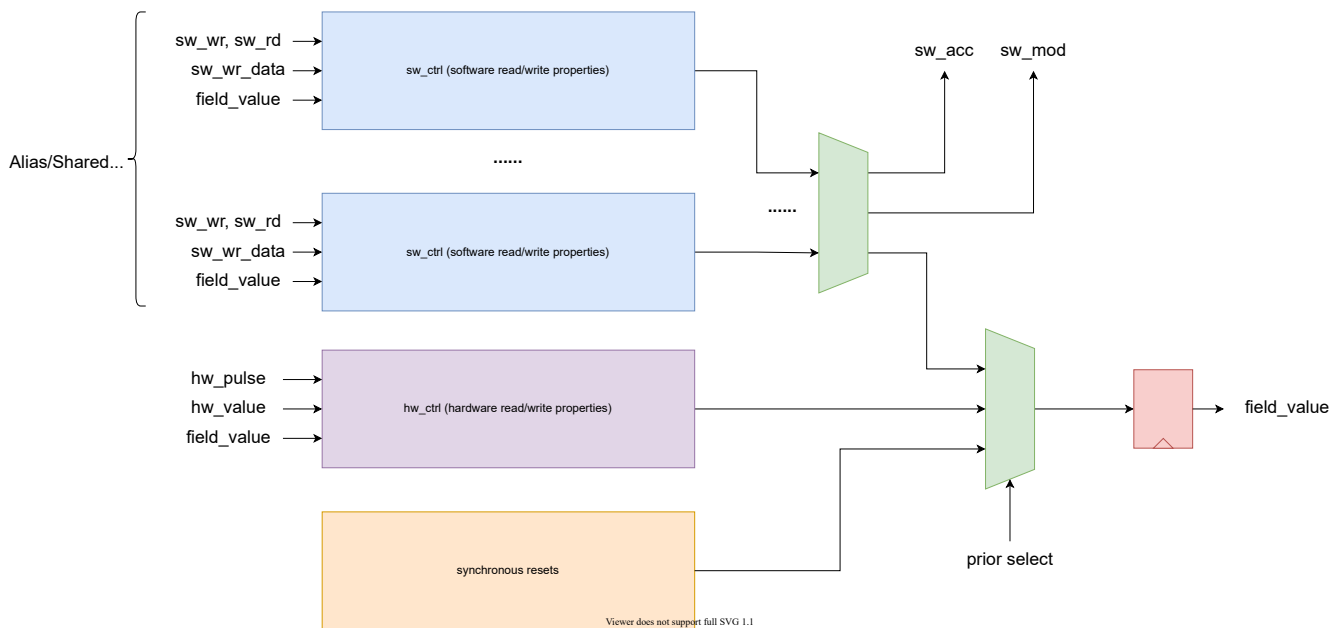 sw_wr, sw_rd
sw_wr_data
field_value
sw_ctrl (software read/write properties)
sw_acc
sw_mod
Alias/Shared...
......
sw_wr, sw_rd
sw_wr_data
field_value
sw_ctrl (software read/write properties)
......
hw_pulse
hw_value
field_value
hw_ctrl (hardware read/write properties)
field_value
synchronous resets
prior select
Viewer does not support full SVG 1.1